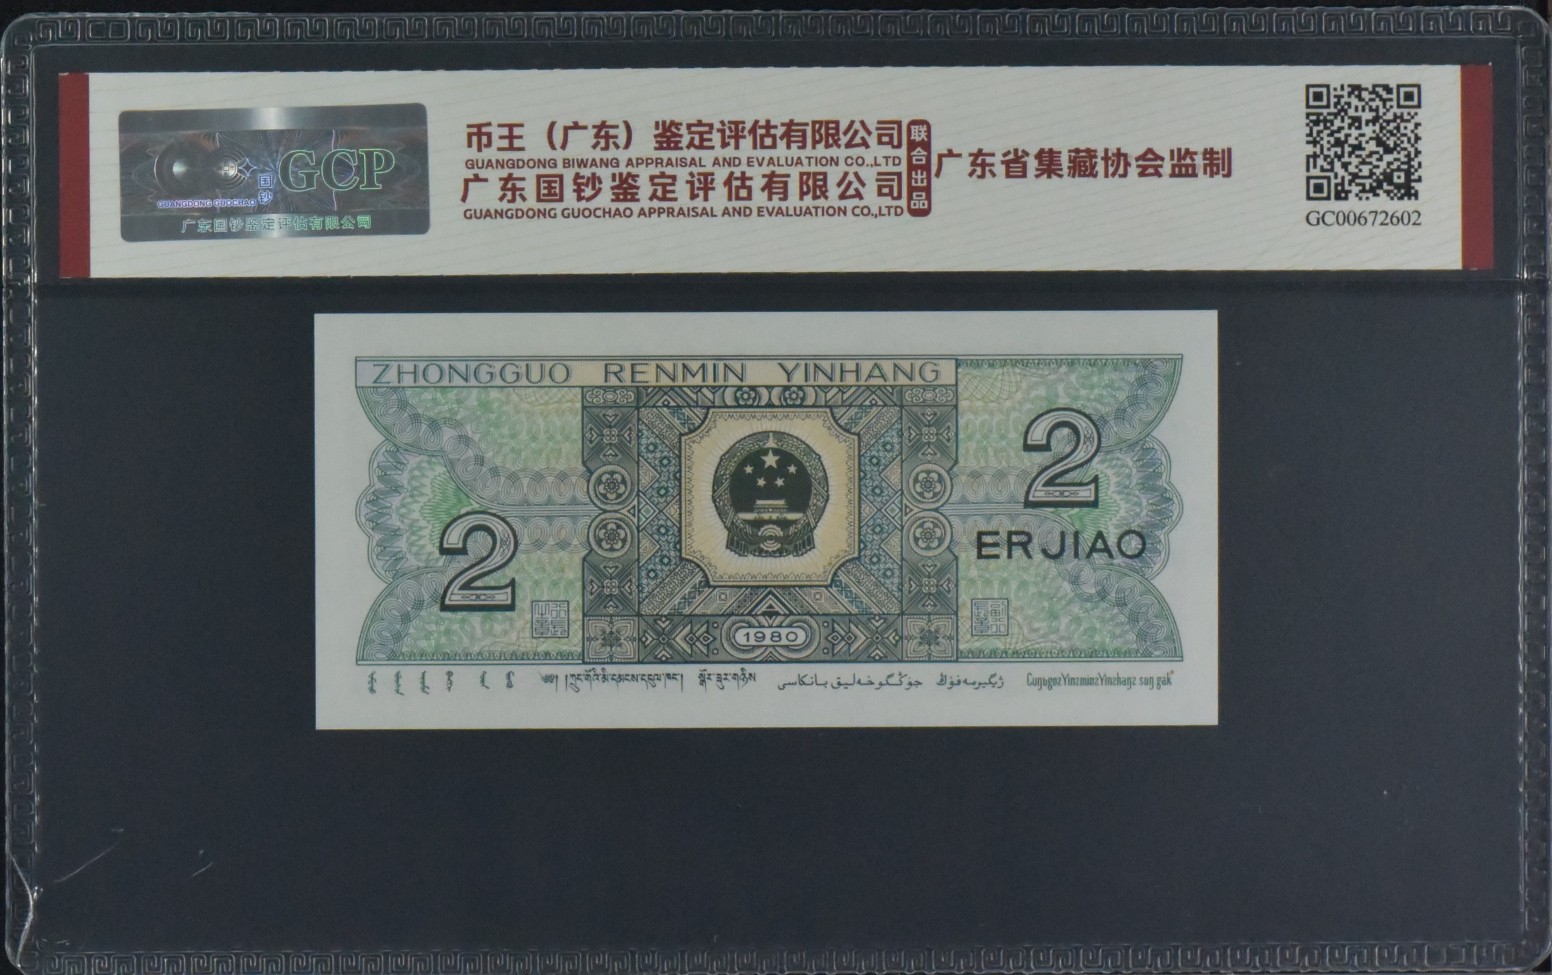 GCP
国
钞
GUANGDONG GUOCHAO
广东国钞鉴定评估有限公司
币王（广东）鉴定评估有限公司
GUANGDONG BIWANG APPRAISAL AND EVALUATION CO.,LTD
广东国钞鉴定评估有限公司
GUANGDONG GUOCHAO APPRAISAL AND EVALUATION CO.,LTD
联合出品
广东省集藏协会监制
GC00672602
ZHONGGUO RENMIN YINHANG
2
ER JIAO
2
1980